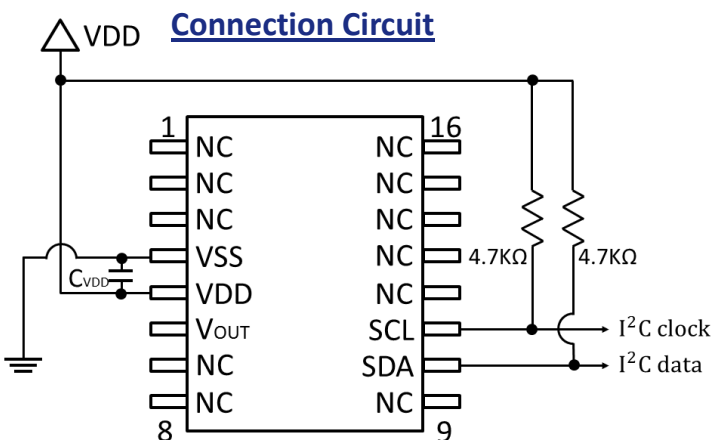 Connection Circuit
VDD
1
16
NC
NC
NC
NC
NC
NC
VSS
NC
4.7KΩ
4.7KΩ
CVDD
VDD
NC
VOUT
SCL
I²C clock
NC
SDA
I²C data
NC
NC
8
9